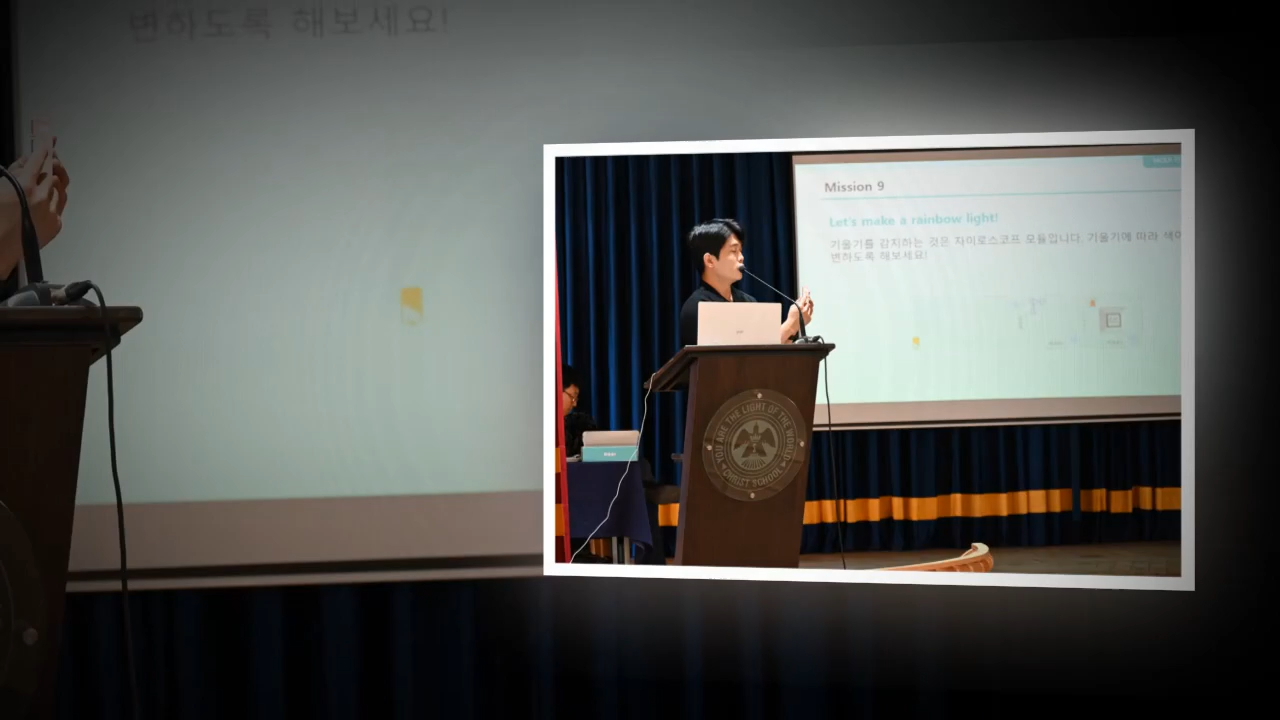 변하도록 해보세요!
Mission 9
Let's make a rainbow light!
기울기를 감지하는 것은 자이로스코프 모듈입니다. 기울기에 따라 색이
변하도록 해보세요!
YOU ARE THE LIGHT OF THE WORLD
CHRIST SCHOOL